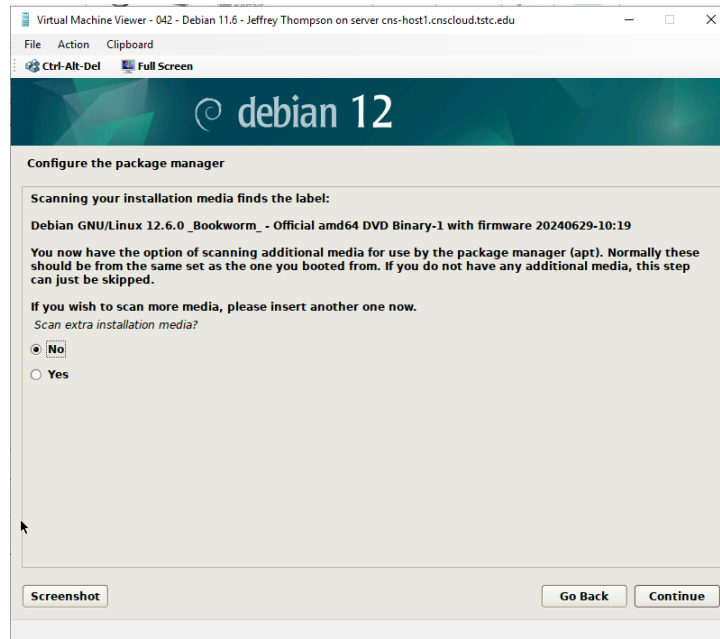 Virtual Machine Viewer - 042 - Debian 11.6 - Jeffrey Thompson on server cns-host1.cnscloud.tstc.edu
File Action Clipboard
Ctrl-Alt-Del Full Screen
debian 12
Configure the package manager
Scanning your installation media finds the label:
Debian GNU/Linux 12.6.0 _Bookworm_ - Official amd64 DVD Binary-1 with firmware 20240629-10:19
You now have the option of scanning additional media for use by the package manager (apt). Normally these
should be from the same set as the one you booted from. If you do not have any additional media, this step
can just be skipped.
If you wish to scan more media, please insert another one now.
Scan extra installation media?
No
Yes
Screenshot Go Back Continue